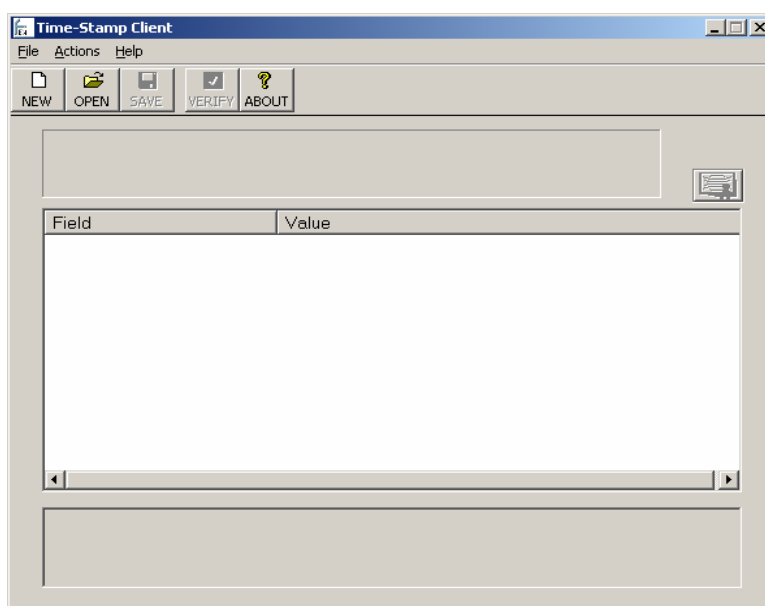 Time-Stamp Client
File Actions Help
NEW OPEN SAVE VERIFY ABOUT
Field Value